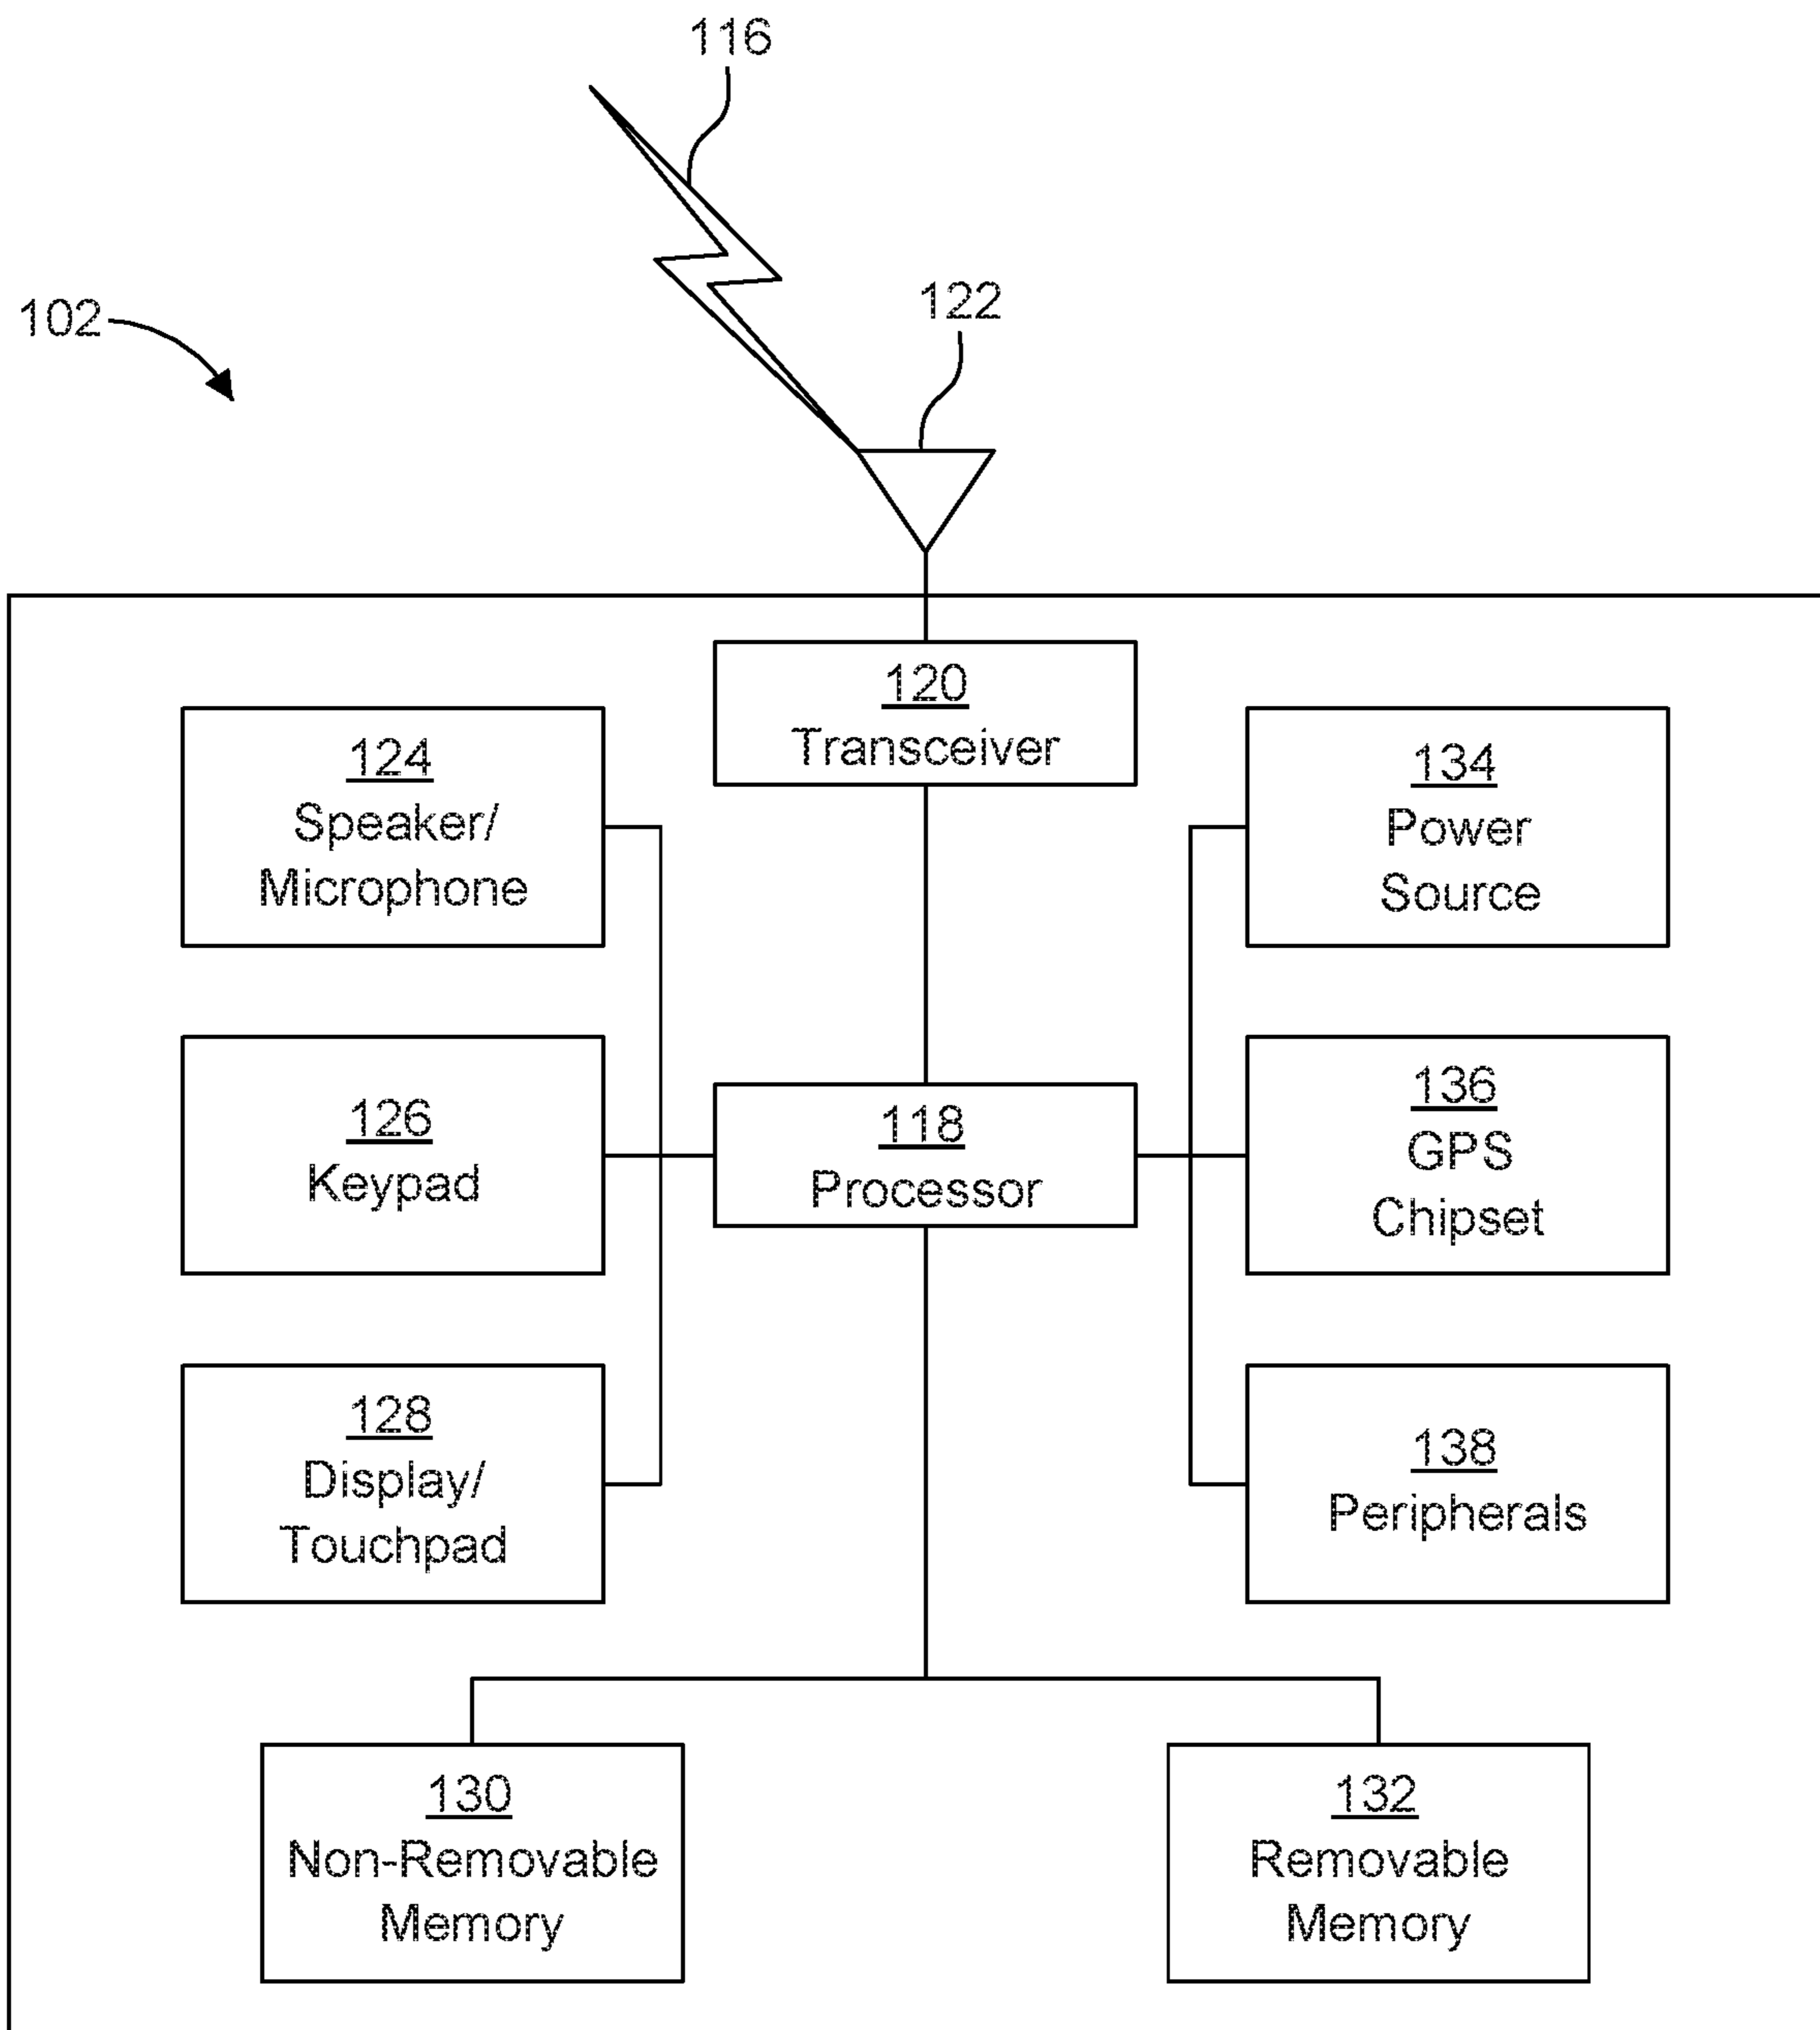 116
102
122
120
Transceiver
124
Speaker/
Microphone
134
Power
Source
126
Keypad
118
Processor
136
GPS
Chipset
128
Display/
Touchpad
138
Peripherals
130
Non-Removable
Memory
132
Removable
Memory